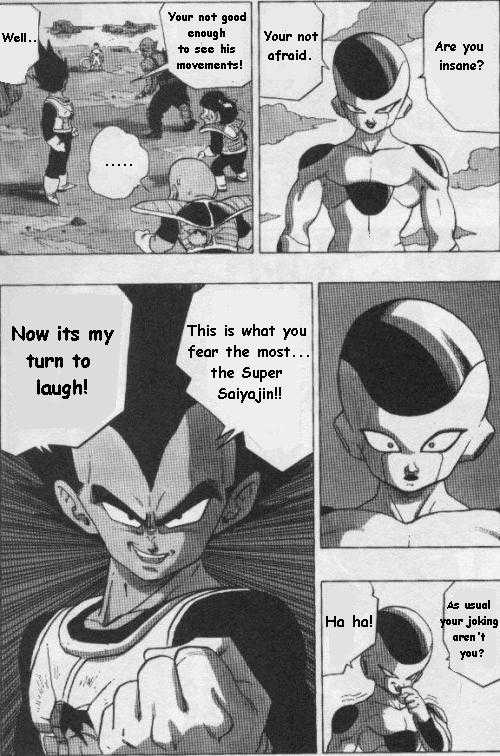 Are you
insane?
Your not
afraid.
Your not good
enough
to see his
movements!
Well..
.....
This is what you
fear the most...
the Super
Saiyajin!!
Now its my
turn to
laugh!
As usual
your joking
aren't
you?
Ha ha!